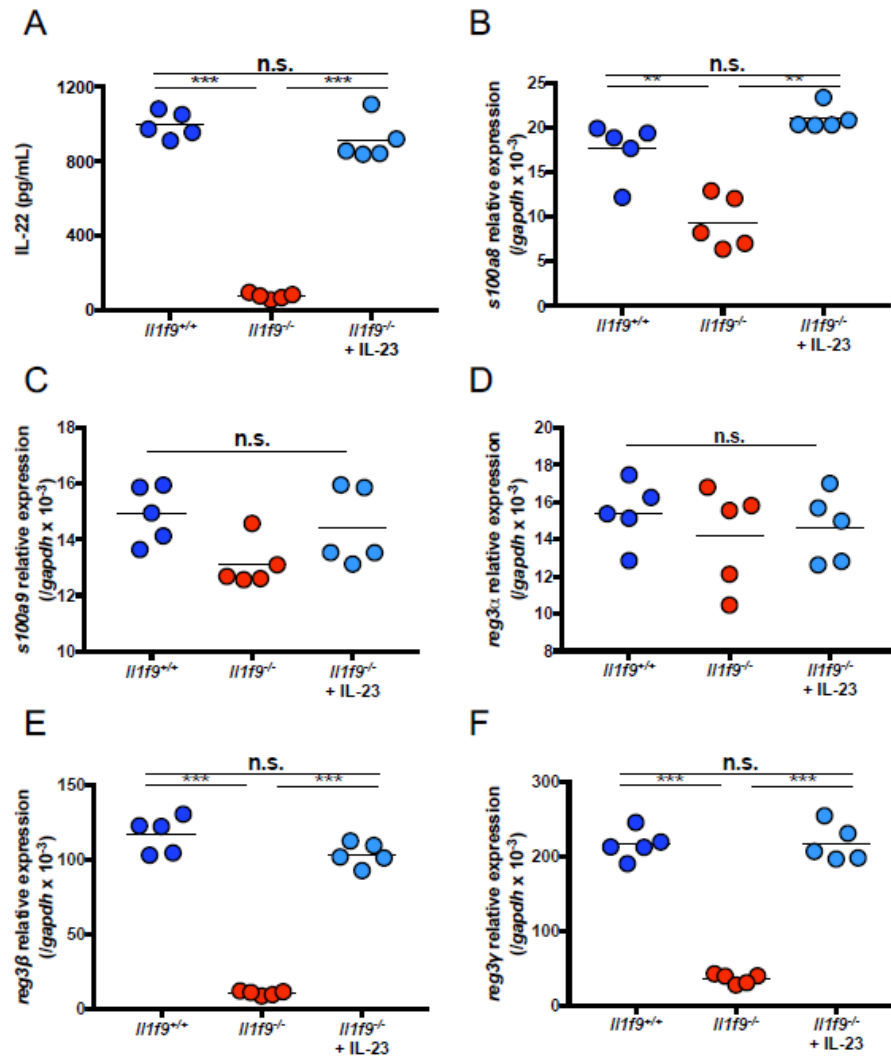 A
n.s.
*** ***
IL-22 (pg/mL)
1200
800
400
0
Il1f9+/+ Il1f9-/- Il1f9-/-
+ IL-23
B
n.s.
** **
s100a8 relative expression
(/gapdh x 10-3)
25
20
15
10
5
0
Il1f9+/+ Il1f9-/- Il1f9-/-
+ IL-23
C
n.s.
s100a9 relative expression
(/gapdh x 10-3)
18
16
14
12
10
Il1f9+/+ Il1f9-/- Il1f9-/-
+ IL-23
D
n.s.
reg3α relative expression
(/gapdh x 10-3)
20
18
16
14
12
10
8
Il1f9+/+ Il1f9-/- Il1f9-/-
+ IL-23
E
n.s.
*** ***
reg3β relative expression
(/gapdh x 10-3)
150
100
50
0
Il1f9+/+ Il1f9-/- Il1f9-/-
+ IL-23
F
n.s.
*** ***
reg3γ relative expression
(/gapdh x 10-3)
300
200
100
0
Il1f9+/+ Il1f9-/- Il1f9-/-
+ IL-23